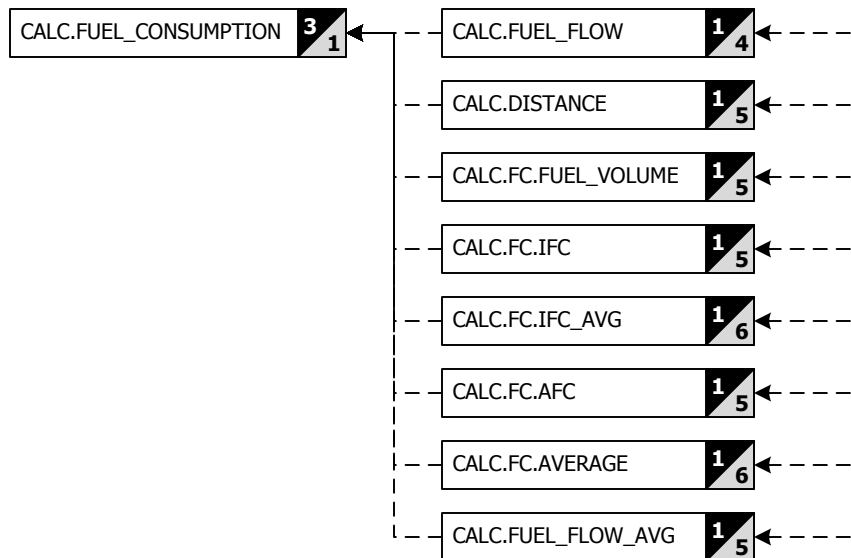 CALC.FUEL_CONSUMPTION 3 1
CALC.FUEL_FLOW 1 4
CALC.DISTANCE 1 5
CALC.FC.FUEL_VOLUME 1 5
CALC.FC.IFC 1 5
CALC.FC.IFC_AVG 1 6
CALC.FC.AFC 1 5
CALC.FC.AVERAGE 1 6
CALC.FUEL_FLOW_AVG 1 5